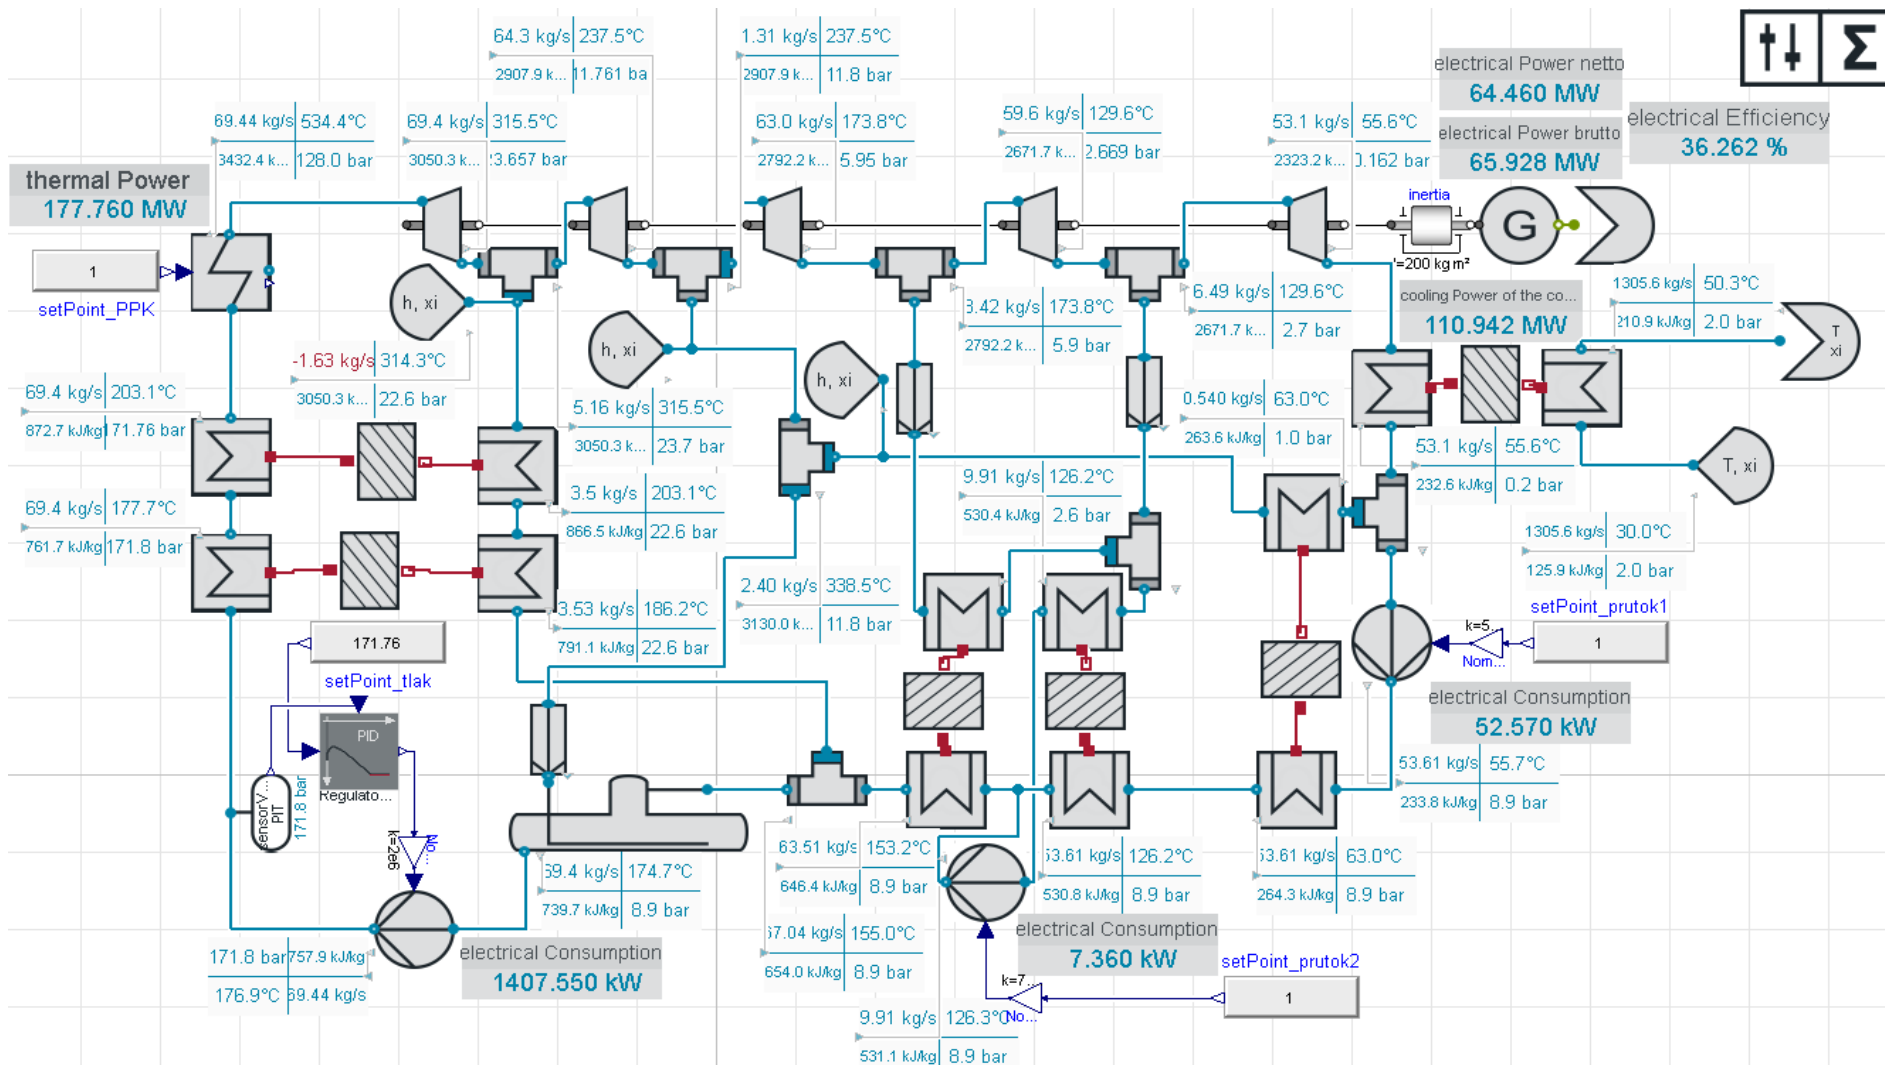 64.3 kg/s 237.5°C
2907.9 k... 11.761 ba
1.31 kg/s 237.5°C
2907.9 k... 11.8 bar
Σ
electrical Power netto
64.460 MW
electrical Power brutto
65.928 MW
electrical Efficiency
36.262 %
69.44 kg/s 534.4°C
3432.4 k... 128.0 bar
69.4 kg/s 315.5°C
3050.3 k... !3.657 bar
63.0 kg/s 173.8°C
2792.2 k... 5.95 bar
59.6 kg/s 129.6°C
2671.7 k... 2.669 bar
53.1 kg/s 55.6°C
2323.2 k... 0.162 bar
thermal Power
177.760 MW
inertia
G
'=200 kg m²
1
setPoint_PPK
h, xi
h, xi
h, xi
-1.63 kg/s 314.3°C
3050.3 k... 22.6 bar
3.42 kg/s 173.8°C
2792.2 k... 5.9 bar
6.49 kg/s 129.6°C
2671.7 k... 2.7 bar
cooling Power of the co...
110.942 MW
1305.6 kg/s 50.3°C
210.9 kJ/kg 2.0 bar
T
xi
69.4 kg/s 203.1°C
872.7 kJ/kg 171.76 bar
5.16 kg/s 315.5°C
3050.3 k... 23.7 bar
0.540 kg/s 63.0°C
263.6 kJ/kg 1.0 bar
53.1 kg/s 55.6°C
232.6 kJ/kg 0.2 bar
T, xi
69.4 kg/s 177.7°C
761.7 kJ/kg 171.8 bar
3.5 kg/s 203.1°C
866.5 kJ/kg 22.6 bar
9.91 kg/s 126.2°C
530.4 kJ/kg 2.6 bar
1305.6 kg/s 30.0°C
125.9 kJ/kg 2.0 bar
3.53 kg/s 186.2°C
791.1 kJ/kg 22.6 bar
2.40 kg/s 338.5°C
3130.0 k... 11.8 bar
setPoint_prutok1
k=5...
Nom...
1
171.76
setPoint_tlak
PID
Regulato...
sensorV...
PIT
171.8 bar
k=2e6
No...
electrical Consumption
52.570 kW
53.61 kg/s 55.7°C
233.8 kJ/kg 8.9 bar
69.4 kg/s 174.7°C
739.7 kJ/kg 8.9 bar
63.51 kg/s 153.2°C
646.4 kJ/kg 8.9 bar
53.61 kg/s 126.2°C
530.8 kJ/kg 8.9 bar
53.61 kg/s 63.0°C
264.3 kJ/kg 8.9 bar
171.8 bar 757.9 kJ/kg
176.9°C 69.44 kg/s
electrical Consumption
1407.550 kW
67.04 kg/s 155.0°C
654.0 kJ/kg 8.9 bar
electrical Consumption
7.360 kW
setPoint_prutok2
k=7...
No...
1
9.91 kg/s 126.3°C
531.1 kJ/kg 8.9 bar